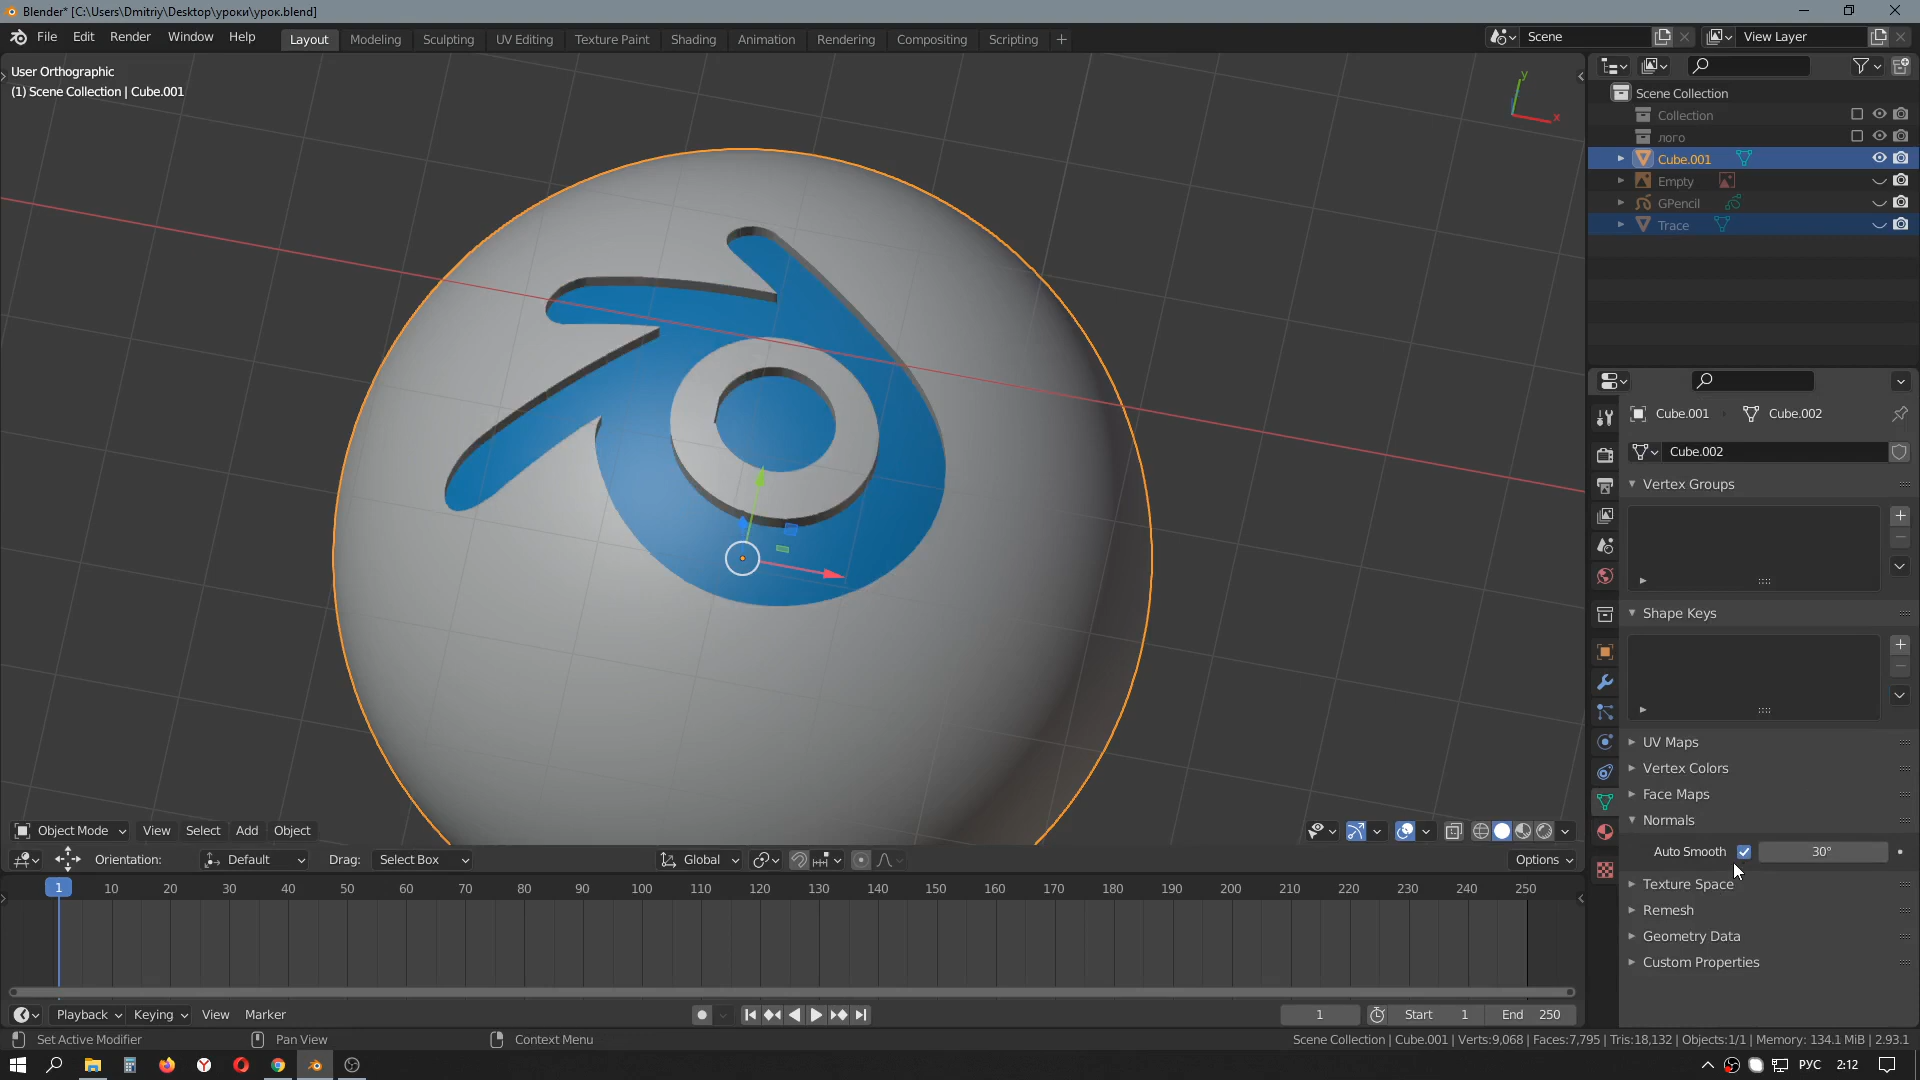 Blender* [C:\Users\Dmitriy\Desktop\уроки\урок.blend]
File Edit Render Window Help Layout Modeling Sculpting UV Editing Texture Paint Shading Animation Rendering Compositing Scripting + Scene View Layer
User Orthographic
(1) Scene Collection | Cube.001
y
x
Scene Collection
Collection
лого
Cube.001
Empty
GPencil
Trace
Cube.001 Cube.002
Cube.002
Vertex Groups
Shape Keys
UV Maps
Vertex Colors
Face Maps
Normals
Auto Smooth 30°
Texture Space
Remesh
Geometry Data
Custom Properties
Object Mode View Select Add Object
Orientation: Default Drag: Select Box Global Options
1 10 20 30 40 50 60 70 80 90 100 110 120 130 140 150 160 170 180 190 200 210 220 230 240 250
Playback Keying View Marker 1 Start 1 End 250
Set Active Modifier Pan View Context Menu Scene Collection | Cube.001 | Verts:9,068 | Faces:7,795 | Tris:18,132 | Objects:1/1 | Memory: 134.1 MiB | 2.93.1
РУС 2:12